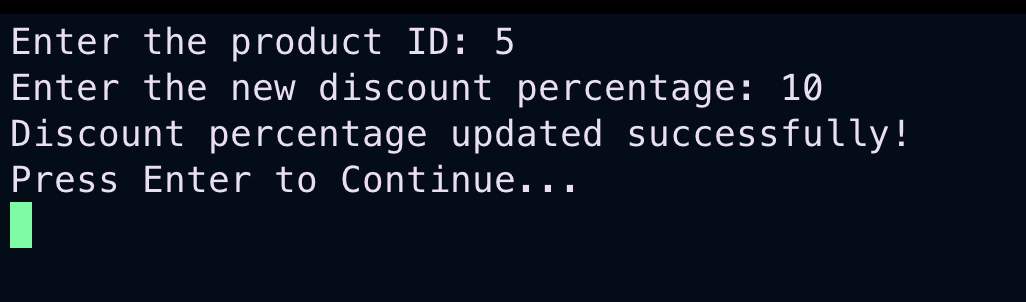 Enter the product ID: 5
Enter the new discount percentage: 10
Discount percentage updated successfully!
Press Enter to Continue...